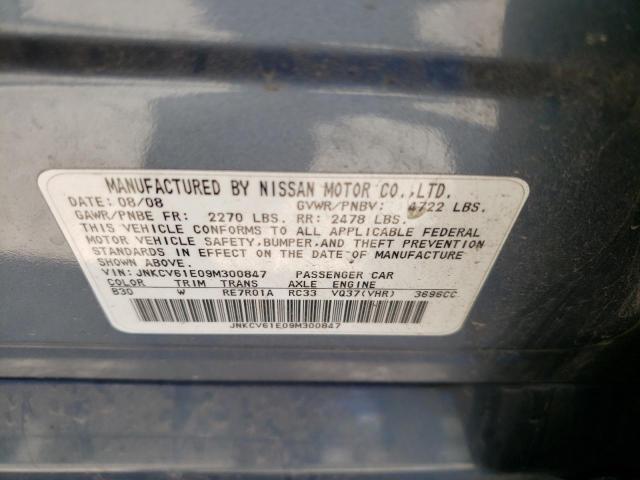 MANUFACTURED BY NISSAN MOTOR CO.,LTD.
DATE: 08/08 GVWR/PNBV: 4722 LBS.
GAWR/PNBE FR: 2270 LBS. RR: 2478 LBS.
THIS VEHICLE CONFORMS TO ALL APPLICABLE FEDERAL
MOTOR VEHICLE SAFETY, BUMPER, AND THEFT PREVENTION
STANDARDS IN EFFECT ON THE DATE OF MANUFACTURE
SHOWN ABOVE.
VIN: JNKCV61E09M300847 PASSENGER CAR
COLOR TRIM TRANS AXLE ENGINE
B30 W RE7R01A RC33 VQ37(VHR) 3696CC
JNKCV61E09M300847